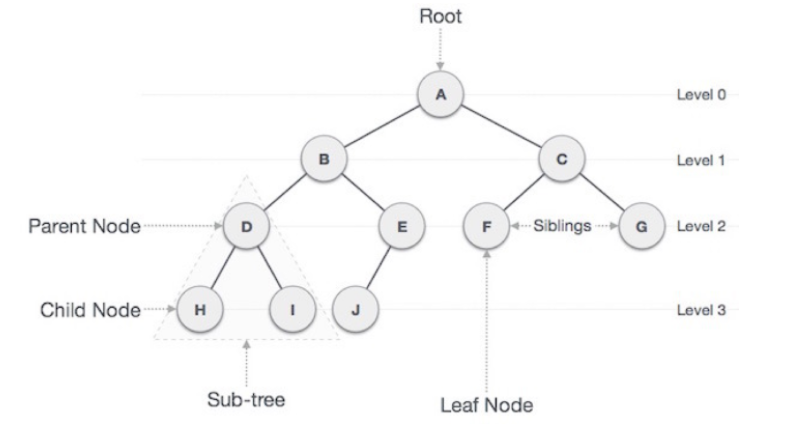 Root
A
Level 0
B
C
Level 1
Parent Node
D
E
F
Siblings
G
Level 2
Child Node
H
I
J
Level 3
Sub-tree
Leaf Node